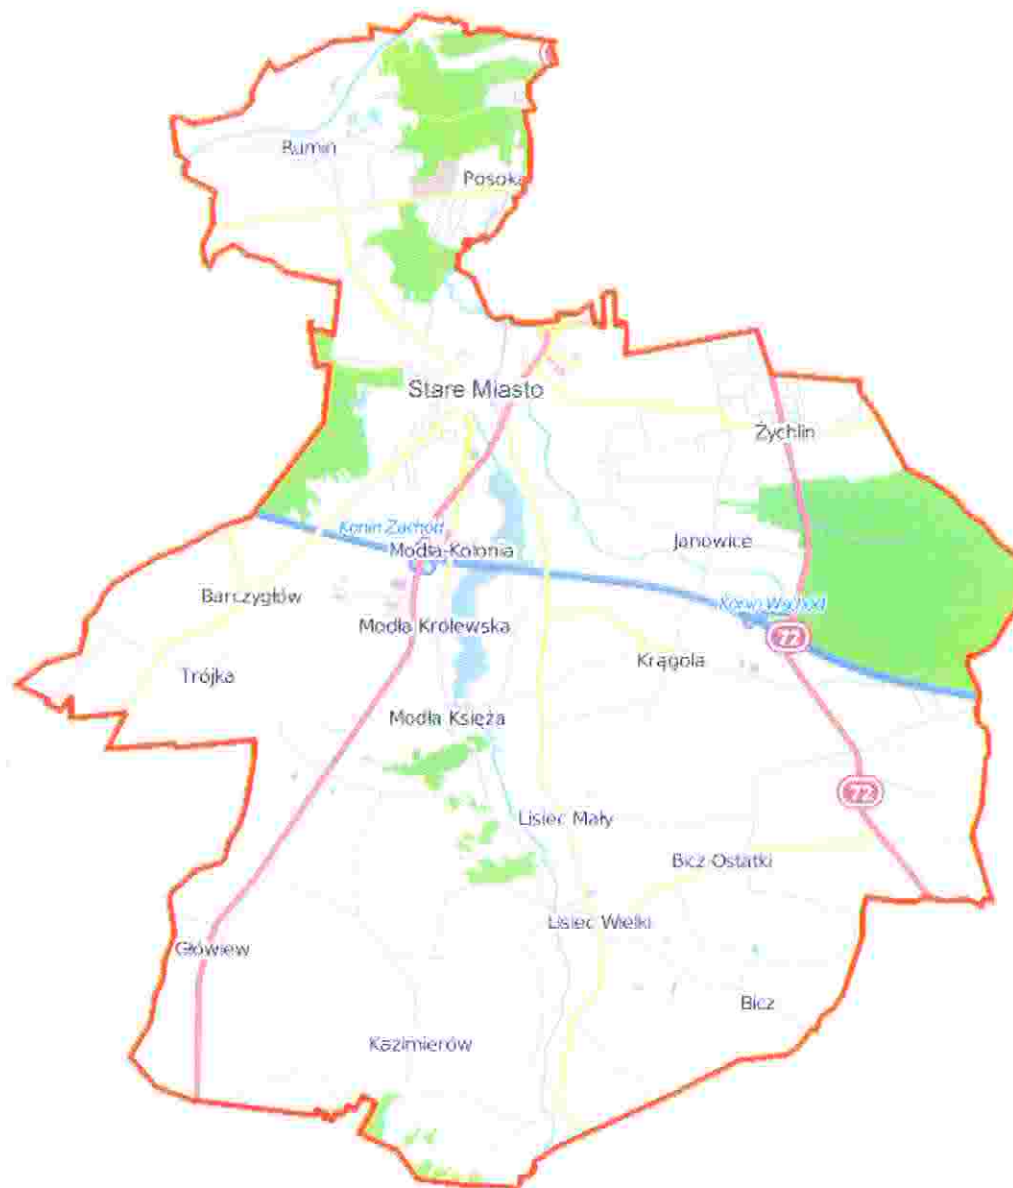 Rumin
Posoka
Stare Miasto
Żychlin
Konin Zachód
Janowice
Modła-Kolonia
Barczygłów
Konin Wschód
Modła Królewska
72
Krągola
Trójka
Modła Księża
72
Lisiec Mały
Bicz Ostatki
Lisiec Wielki
Główiew
Bicz
Kazimierów